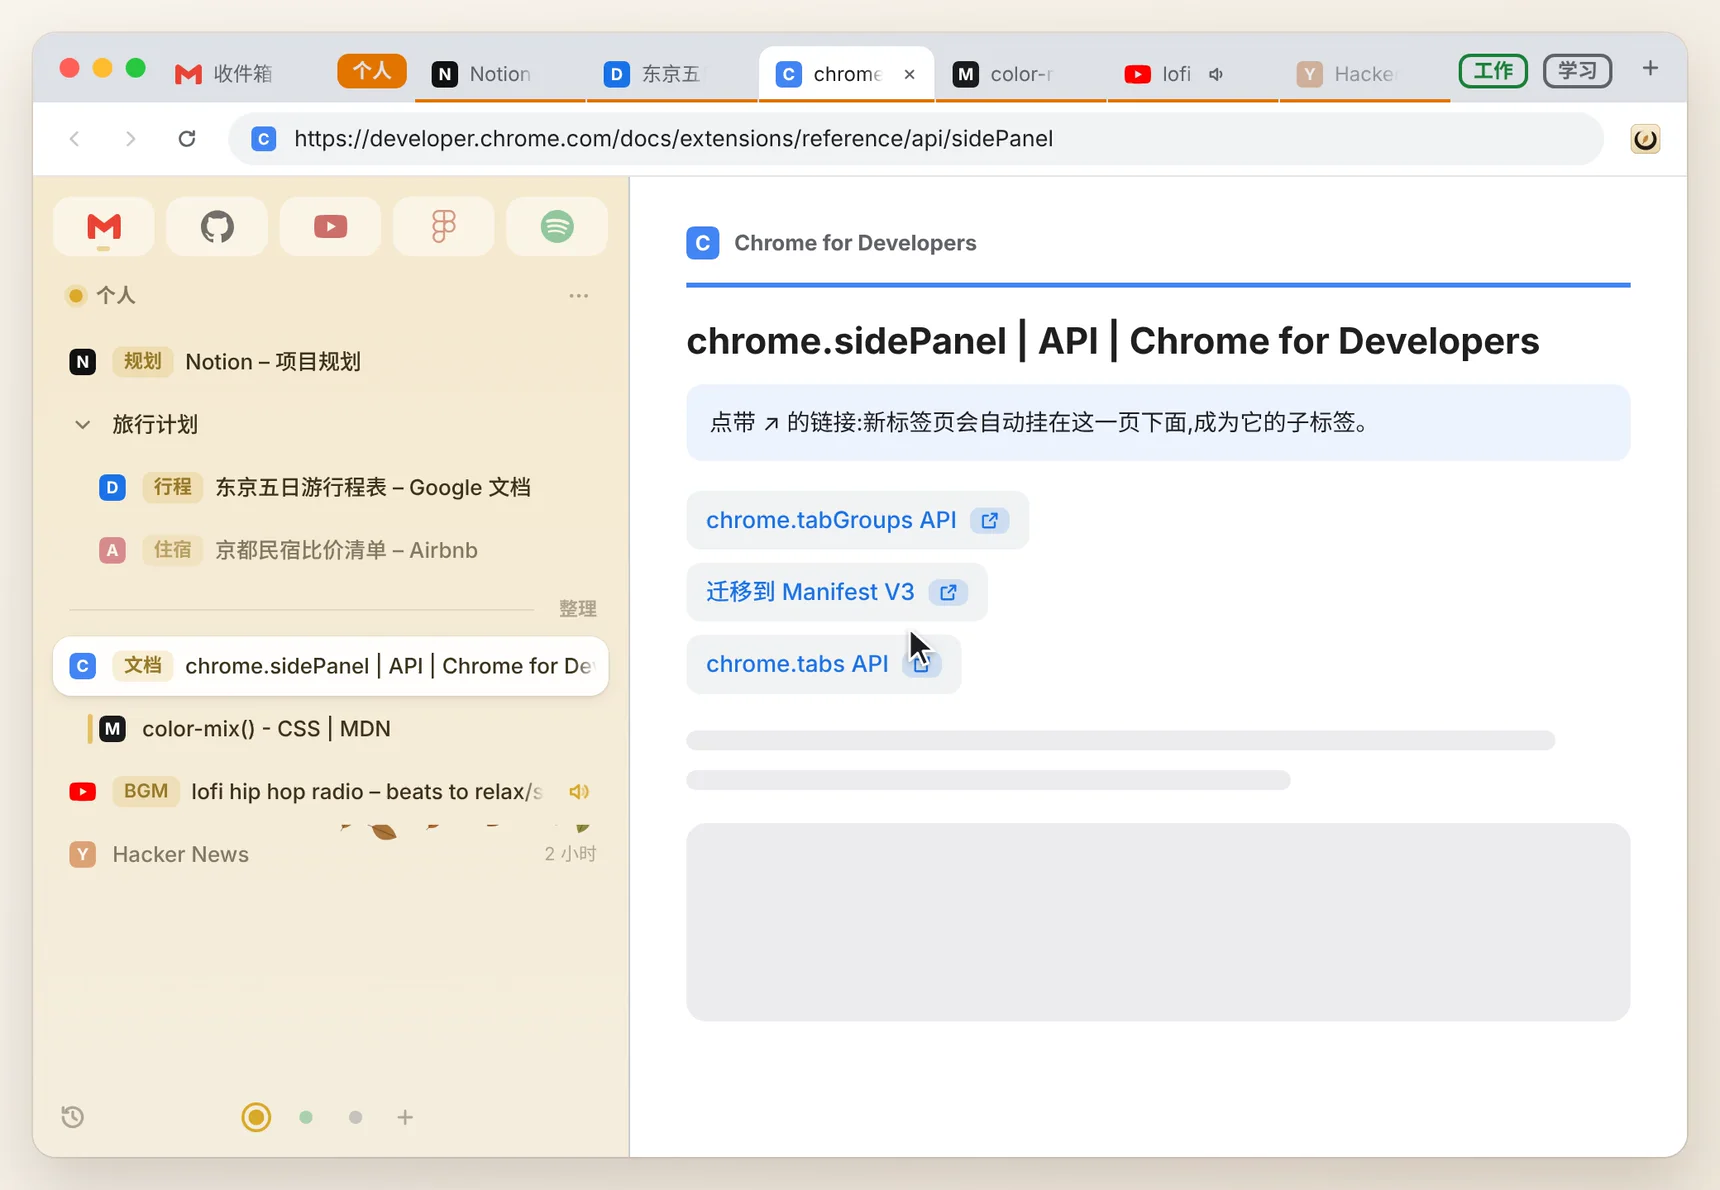 收件箱
个人
N Notion
D 东京五
C chrome
M color-
lofi
Y Hacke
工作
学习
C https://developer.chrome.com/docs/extensions/reference/api/sidePanel
个人
N 规划 Notion – 项目规划
旅行计划
D 行程 东京五日游行程表 – Google 文档
A 住宿 京都民宿比价清单 – Airbnb
整理
C 文档 chrome.sidePanel | API | Chrome for De
M color-mix() - CSS | MDN
BGM lofi hip hop radio – beats to relax/s
Y Hacker News 2 小时
C Chrome for Developers
chrome.sidePanel | API | Chrome for Developers
点带 ↗ 的链接:新标签页会自动挂在这一页下面,成为它的子标签。
chrome.tabGroups API
迁移到 Manifest V3
chrome.tabs API